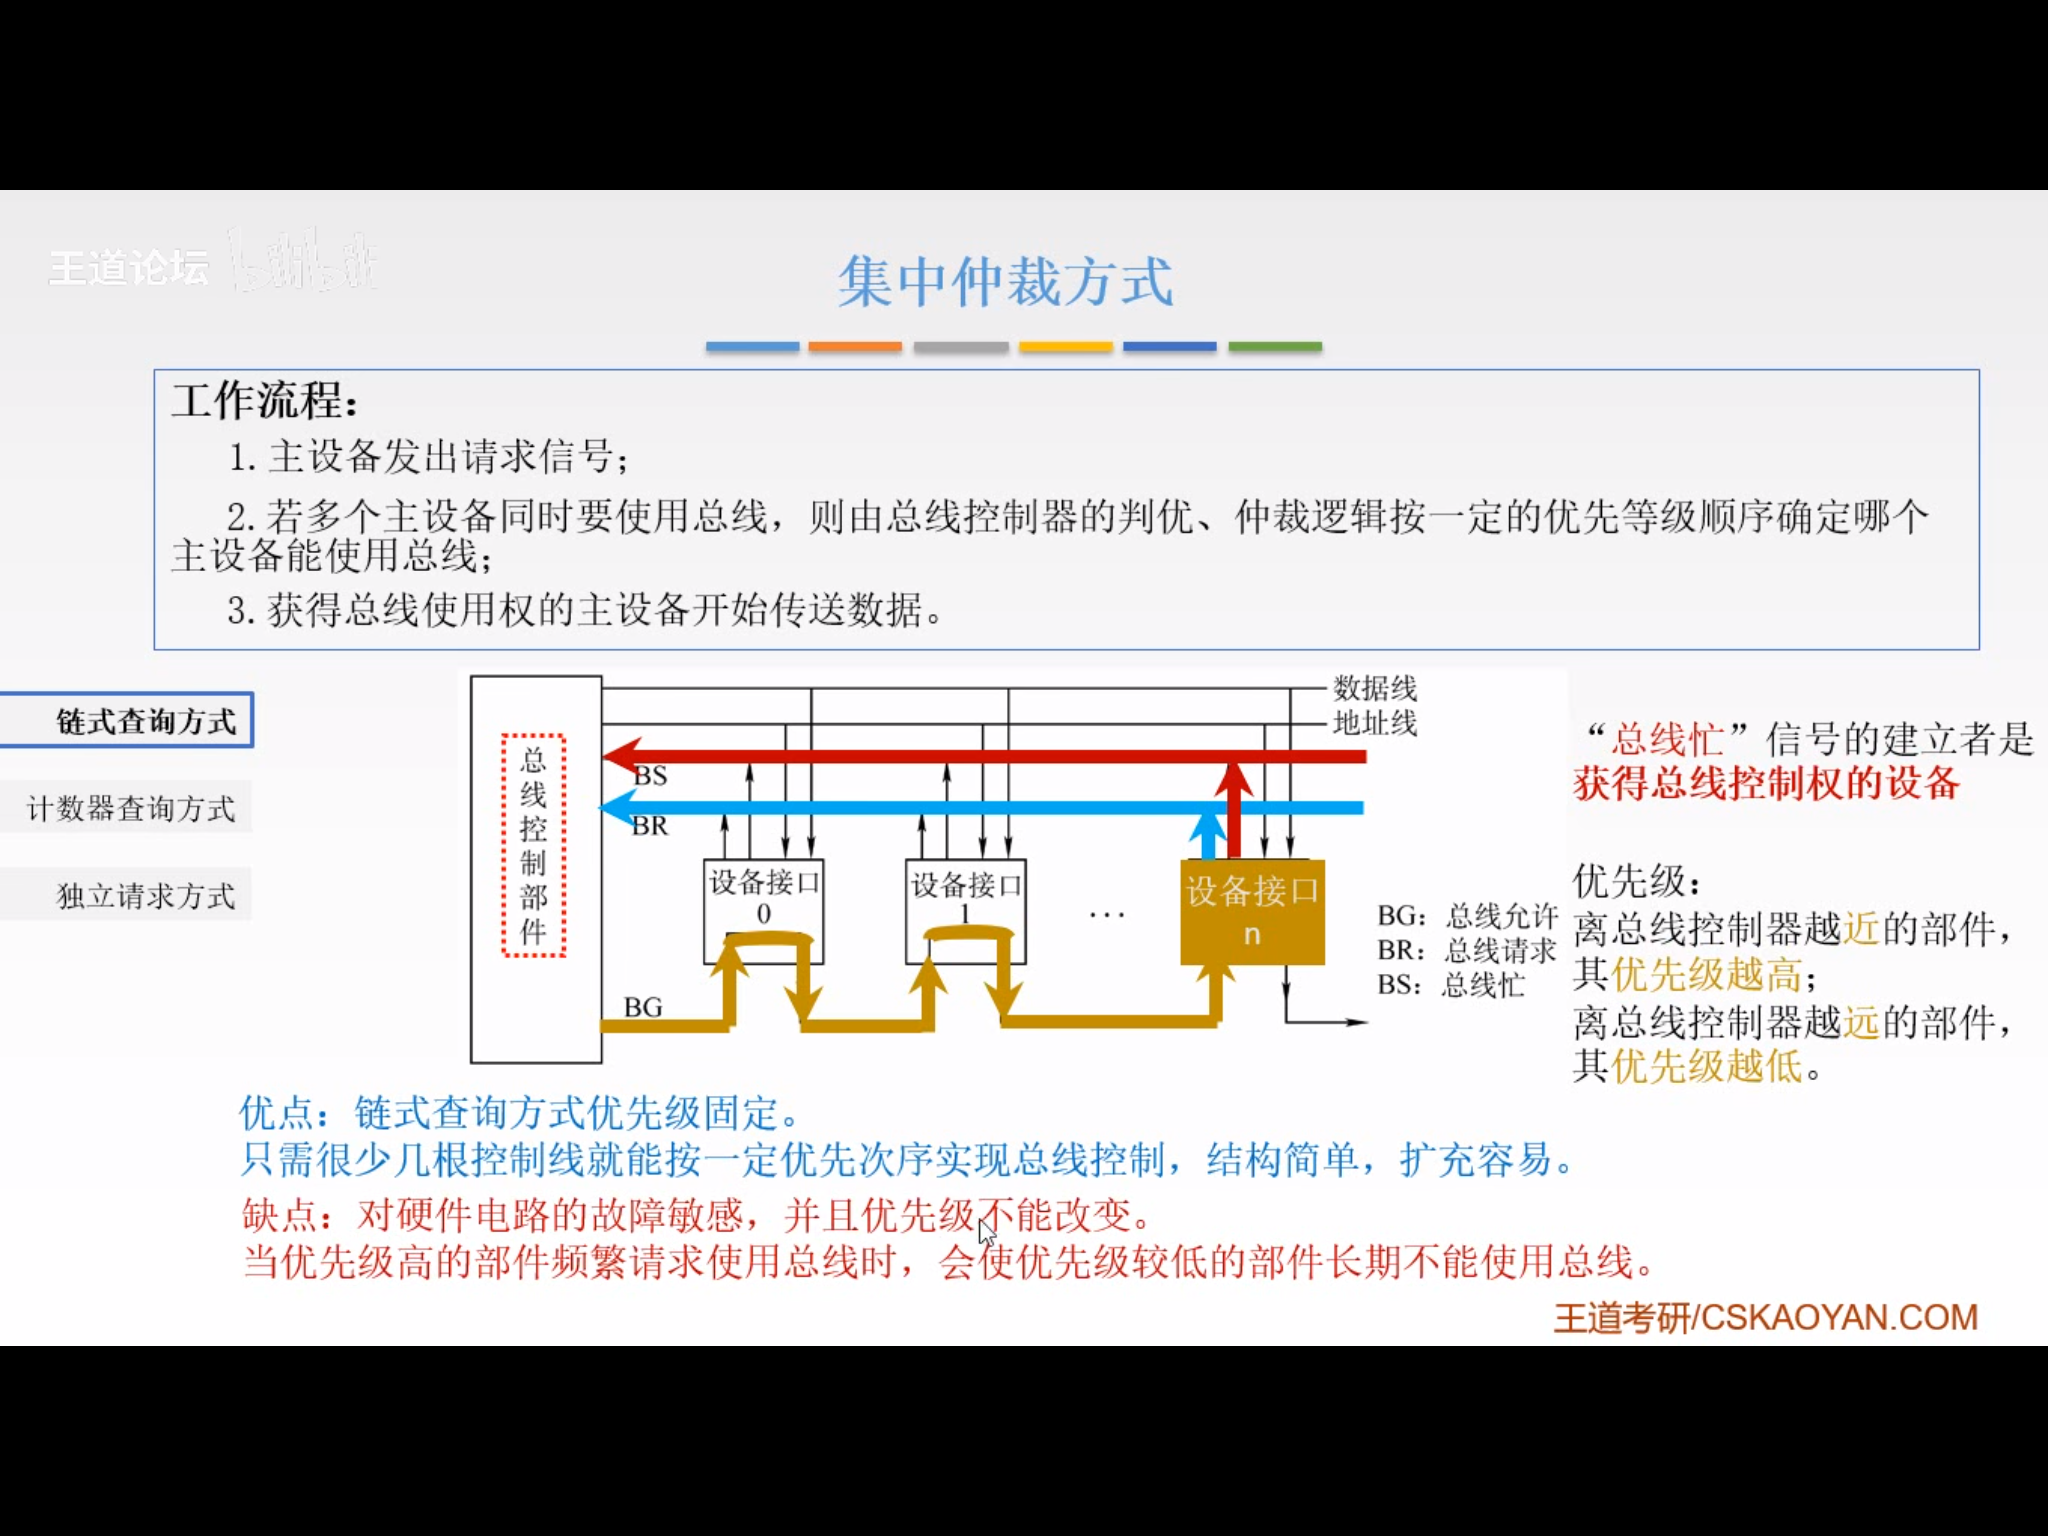 王道论坛 bilibili
集中仲裁方式
工作流程：
1.主设备发出请求信号；
2.若多个主设备同时要使用总线，则由总线控制器的判优、仲裁逻辑按一定的优先等级顺序确定哪个
主设备能使用总线；
3.获得总线使用权的主设备开始传送数据。
链式查询方式
计数器查询方式
独立请求方式
总线控制部件
数据线
地址线
BS
BR
设备接口
0
设备接口
1
···
设备接口
n
BG
BG：总线允许
BR：总线请求
BS：总线忙
“总线忙”信号的建立者是
获得总线控制权的设备
优先级：
离总线控制器越近的部件，
其优先级越高；
离总线控制器越远的部件，
其优先级越低。
优点：链式查询方式优先级固定。
只需很少几根控制线就能按一定优先次序实现总线控制，结构简单，扩充容易。
缺点：对硬件电路的故障敏感，并且优先级不能改变。
当优先级高的部件频繁请求使用总线时，会使优先级较低的部件长期不能使用总线。
王道考研/CSKAOYAN.COM